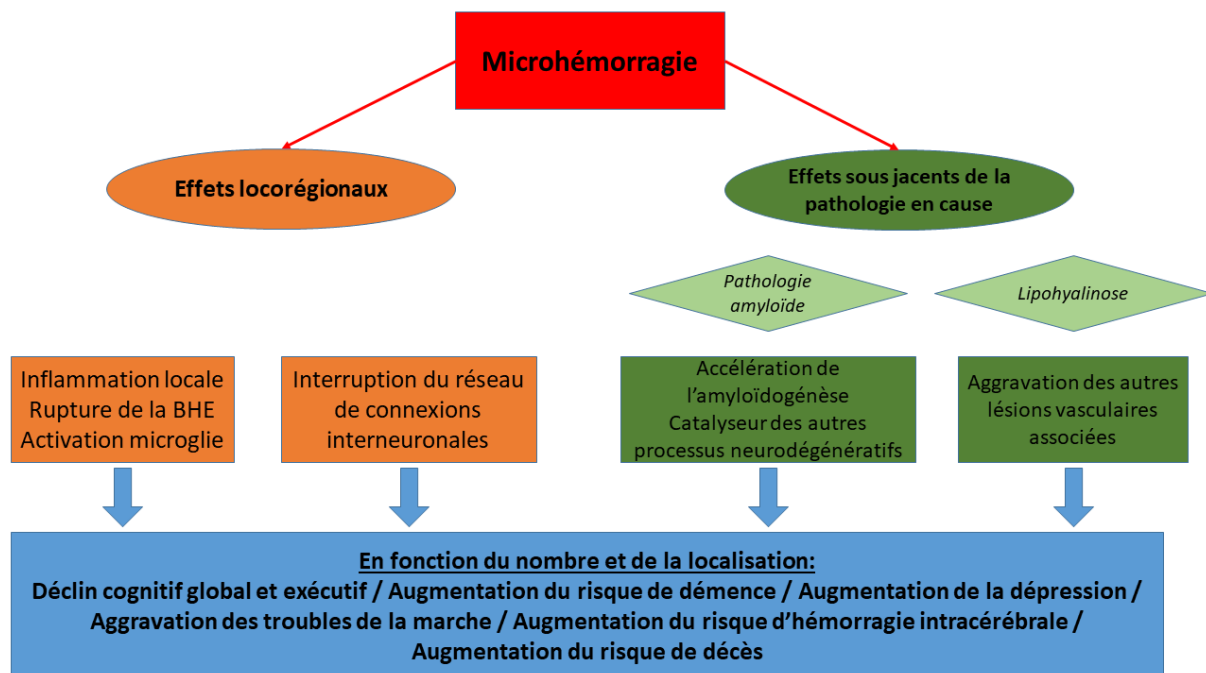 Microhémorragie
Effets locorégionaux
Effets sous jacents de la
pathologie en cause
Pathologie
amyloïde
Lipohyalinose
Inflammation locale
Rupture de la BHE
Activation microglie
Interruption du réseau
de connexions
interneuronales
Accélération de
l’amyloïdogénèse
Catalyseur des autres
processus neurodégénératifs
Aggravation des autres
lésions vasculaires
associées
En fonction du nombre et de la localisation:
Déclin cognitif global et exécutif / Augmentation du risque de démence / Augmentation de la dépression /
Aggravation des troubles de la marche / Augmentation du risque d’hémorragie intracérébrale /
Augmentation du risque de décès